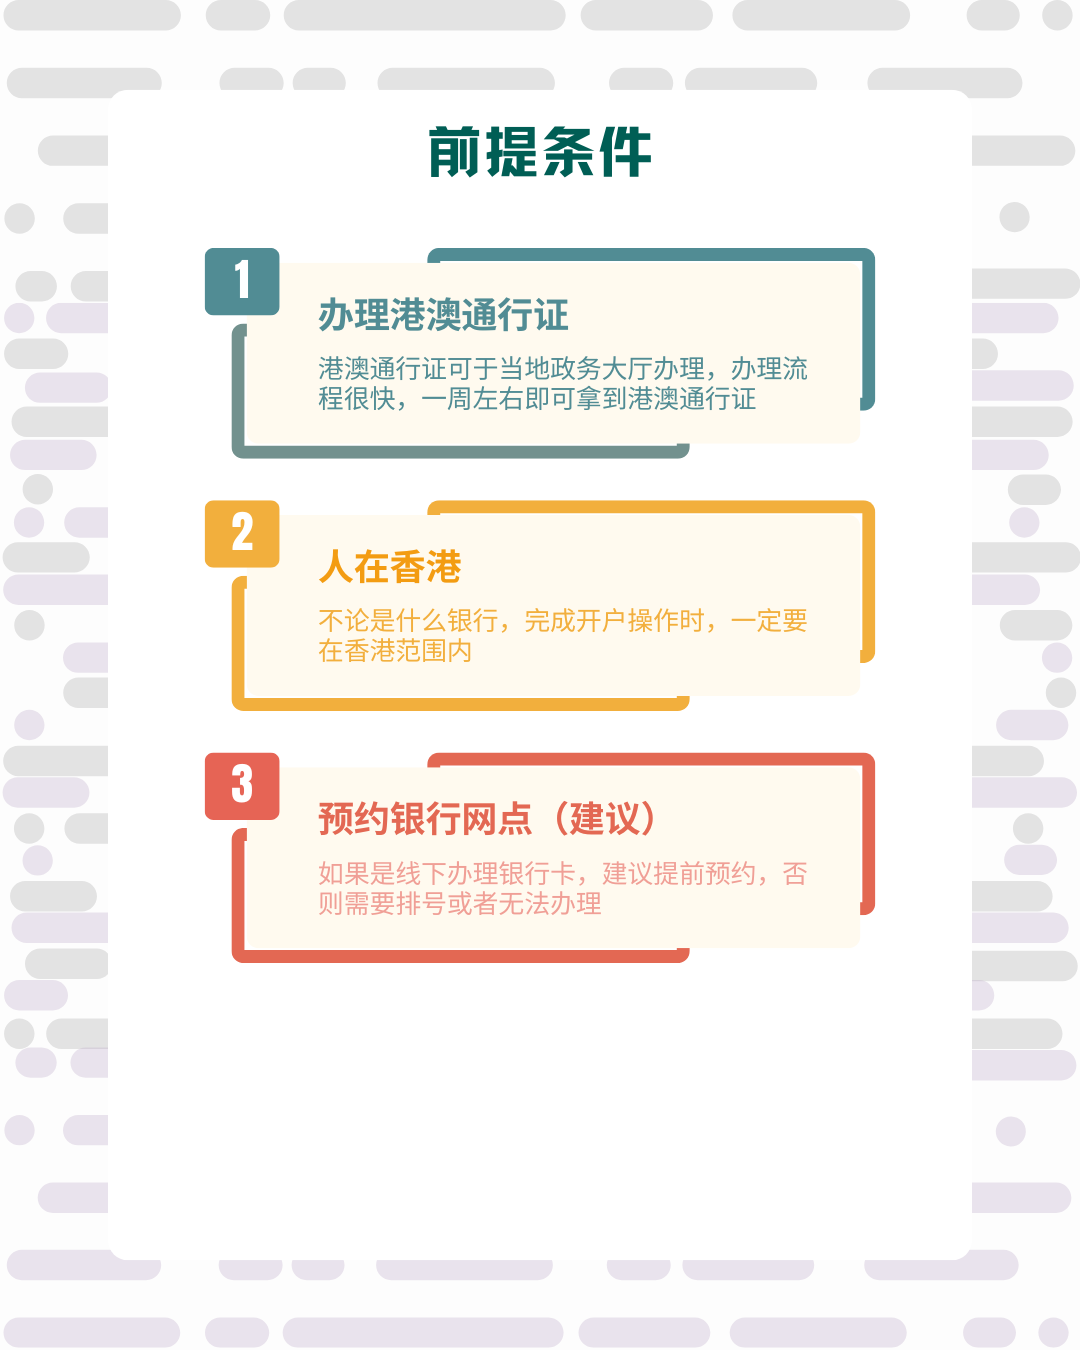 前提条件
1
办理港澳通行证
港澳通行证可于当地政务大厅办理，办理流
程很快，一周左右即可拿到港澳通行证
2
人在香港
不论是什么银行，完成开户操作时，一定要
在香港范围内
3
预约银行网点（建议）
如果是线下办理银行卡，建议提前预约，否
则需要排号或者无法办理